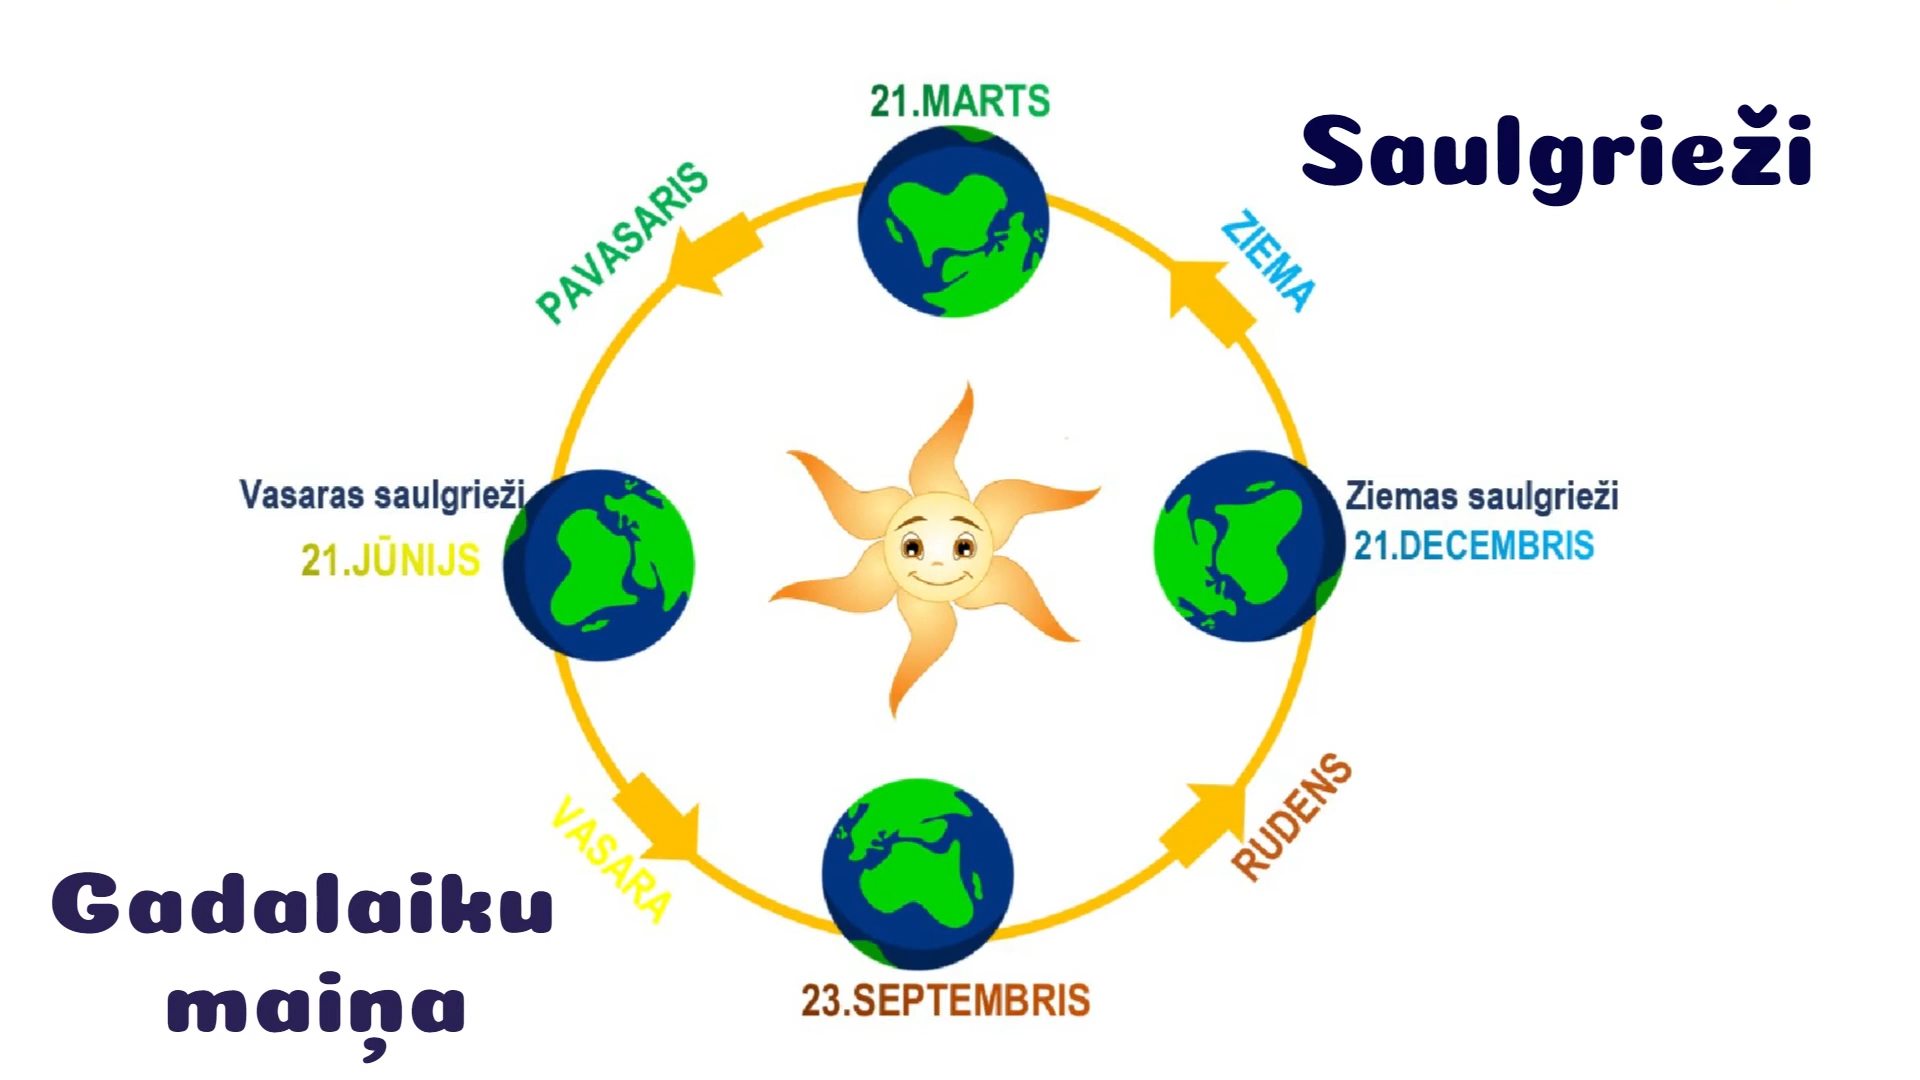 21.MARTS
Saulgrieži
PAVASARIS
ZIEMA
Vasaras saulgrieži
21.JŪNIJS
Ziemas saulgrieži
21.DECEMBRIS
VASARA
RUDENS
Gadalaiku
maiņa
23.SEPTEMBRIS